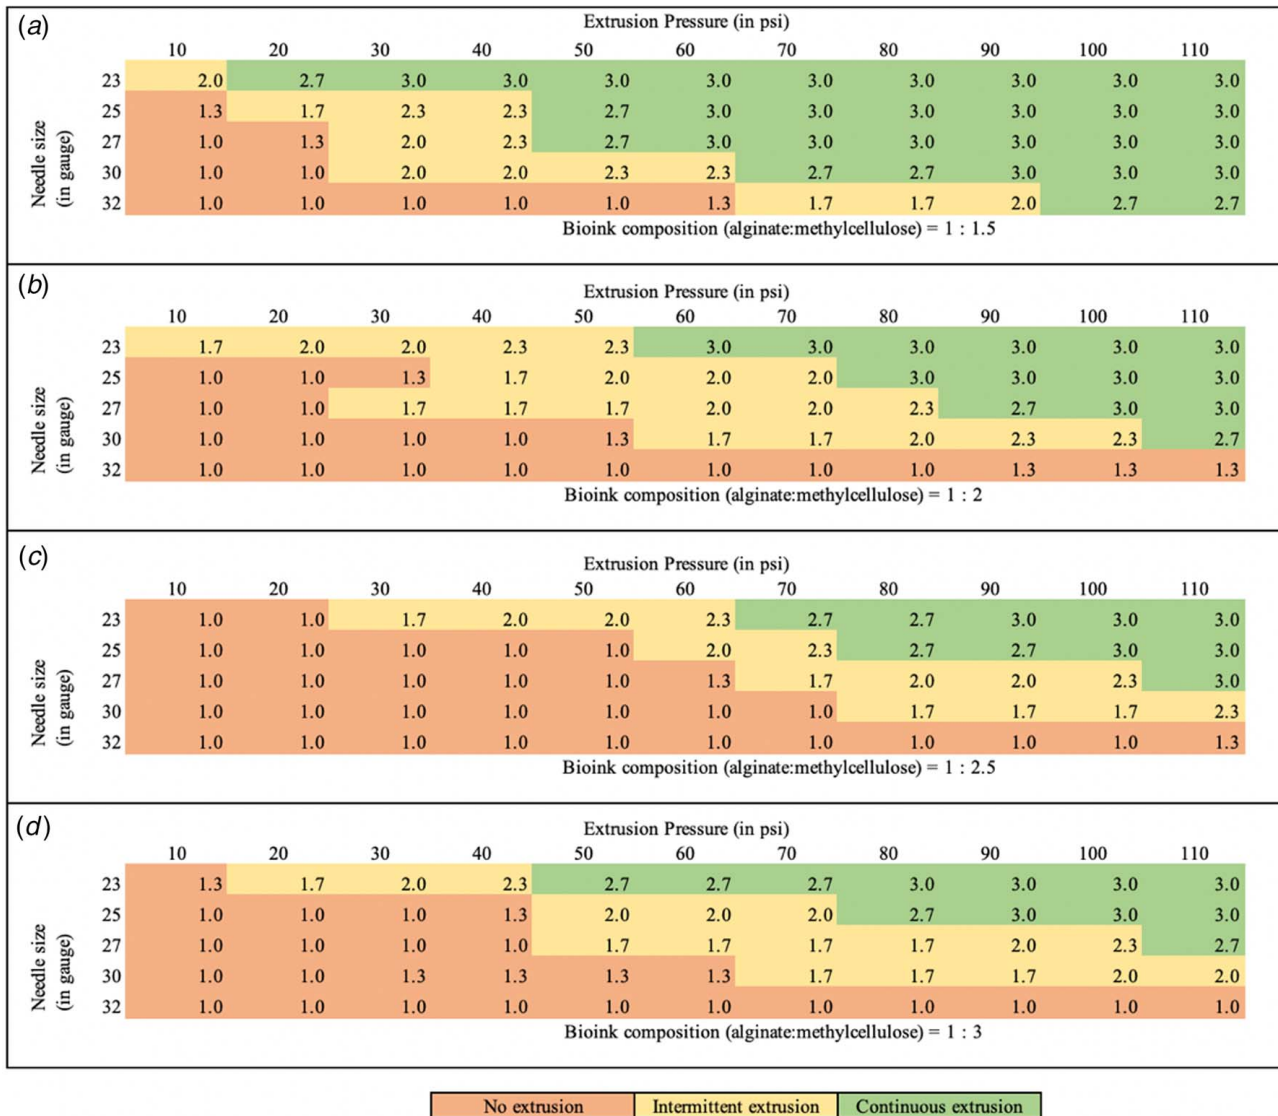 (a)
Extrusion Pressure (in psi)
10 20 30 40 50 60 70 80 90 100 110
Needle size
(in gauge)
23 2.0 2.7 3.0 3.0 3.0 3.0 3.0 3.0 3.0 3.0 3.0
25 1.3 1.7 2.3 2.3 2.7 3.0 3.0 3.0 3.0 3.0 3.0
27 1.0 1.3 2.0 2.3 2.7 3.0 3.0 3.0 3.0 3.0 3.0
30 1.0 1.0 2.0 2.0 2.3 2.3 2.7 2.7 3.0 3.0 3.0
32 1.0 1.0 1.0 1.0 1.0 1.3 1.7 1.7 2.0 2.7 2.7
Bioink composition (alginate:methylcellulose) = 1 : 1.5
(b)
Extrusion Pressure (in psi)
10 20 30 40 50 60 70 80 90 100 110
Needle size
(in gauge)
23 1.7 2.0 2.0 2.3 2.3 3.0 3.0 3.0 3.0 3.0 3.0
25 1.0 1.0 1.3 1.7 2.0 2.0 2.0 3.0 3.0 3.0 3.0
27 1.0 1.0 1.7 1.7 1.7 2.0 2.0 2.3 2.7 3.0 3.0
30 1.0 1.0 1.0 1.0 1.3 1.7 1.7 2.0 2.3 2.3 2.7
32 1.0 1.0 1.0 1.0 1.0 1.0 1.0 1.0 1.3 1.3 1.3
Bioink composition (alginate:methylcellulose) = 1 : 2
(c)
Extrusion Pressure (in psi)
10 20 30 40 50 60 70 80 90 100 110
Needle size
(in gauge)
23 1.0 1.0 1.7 2.0 2.0 2.3 2.7 2.7 3.0 3.0 3.0
25 1.0 1.0 1.0 1.0 1.0 2.0 2.3 2.7 2.7 3.0 3.0
27 1.0 1.0 1.0 1.0 1.0 1.3 1.7 2.0 2.0 2.3 3.0
30 1.0 1.0 1.0 1.0 1.0 1.0 1.0 1.7 1.7 1.7 2.3
32 1.0 1.0 1.0 1.0 1.0 1.0 1.0 1.0 1.0 1.0 1.3
Bioink composition (alginate:methylcellulose) = 1 : 2.5
(d)
Extrusion Pressure (in psi)
10 20 30 40 50 60 70 80 90 100 110
Needle size
(in gauge)
23 1.3 1.7 2.0 2.3 2.7 2.7 2.7 3.0 3.0 3.0 3.0
25 1.0 1.0 1.0 1.3 2.0 2.0 2.0 2.7 3.0 3.0 3.0
27 1.0 1.0 1.0 1.0 1.7 1.7 1.7 1.7 2.0 2.3 2.7
30 1.0 1.0 1.3 1.3 1.3 1.3 1.7 1.7 1.7 2.0 2.0
32 1.0 1.0 1.0 1.0 1.0 1.0 1.0 1.0 1.0 1.0 1.0
Bioink composition (alginate:methylcellulose) = 1 : 3
No extrusion Intermittent extrusion Continuous extrusion